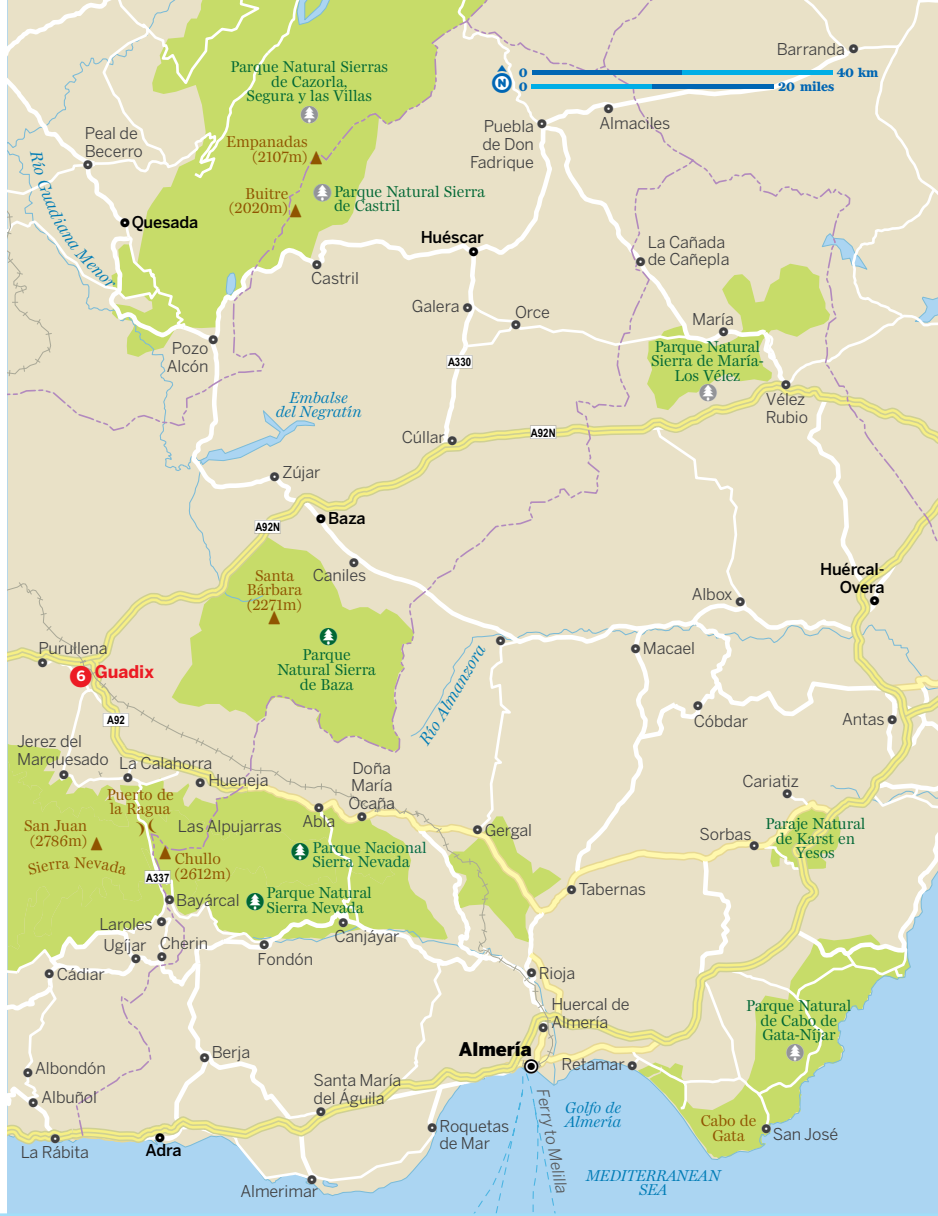 Barranda
0 40 km
N
0 20 miles
Parque Natural Sierras
de Cazorla,
Segura y las Villas
Almaciles
Puebla
de Don
Fadrique
Peal de
Becerro
Empanadas
(2107m)
Río Guadiana Menor
Buitre
(2020m)
Parque Natural Sierra
de Castril
Quesada
Huéscar
La Cañada
de Cañepla
Castril
Galera
Orce
María
Pozo
Alcón
Parque Natural
Sierra de María-
Los Vélez
A330
Embalse
del Negratín
Vélez
Rubio
Cúllar
A92N
Zújar
Baza
A92N
Santa
Bárbara
(2271m)
Caniles
Huércal-
Overa
Albox
Purullena
Parque
Natural Sierra
de Baza
Río Almanzora
Macael
6 Guadix
A92
Cóbdar
Antas
Jerez del
Marquesado
La Calahorra
Hueneja
Doña
María
Ocaña
Cariatiz
Puerto de
la Ragua
Abla
San Juan
(2786m)
Las Alpujarras
Gergal
Sorbas
Paraje Natural
de Karst en
Yesos
Sierra Nevada
Chullo
(2612m)
Parque Nacional
Sierra Nevada
A337
Parque Natural
Sierra Nevada
Tabernas
Bayárcal
Laroles
Canjáyar
Ugíjar
Cherin
Fondón
Cádiar
Rioja
Huercal de
Almería
Parque Natural
de Cabo de
Gata-Níjar
Almería
Retamar
Berja
Albondón
Santa María
del Águila
Albuñol
Ferry to Melilla
Golfo de
Almería
Roquetas
de Mar
Cabo de
Gata
San José
La Rábita
Adra
MEDITERRANEAN
SEA
Almerimar